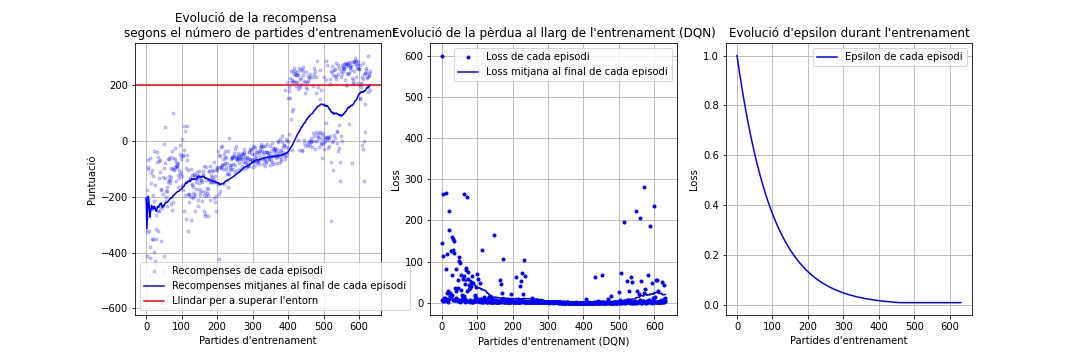 Evolució de la recompensa
segons el número de partides d'entrenament
Puntuació
200
0
−200
−400
−600
Recompenses de cada episodi
Recompenses mitjanes al final de cada episodi
Llindar per a superar l'entorn
0 100 200 300 400 500 600
Partides d'entrenament
Evolució de la pèrdua al llarg de l'entrenament (DQN)
Loss
600
500
400
300
200
100
0
Loss de cada episodi
Loss mitjana al final de cada episodi
0 100 200 300 400 500 600
Partides d'entrenament (DQN)
Evolució d'epsilon durant l'entrenament
Loss
1.0
0.8
0.6
0.4
0.2
0.0
Epsilon de cada episodi
0 100 200 300 400 500 600
Partides d'entrenament